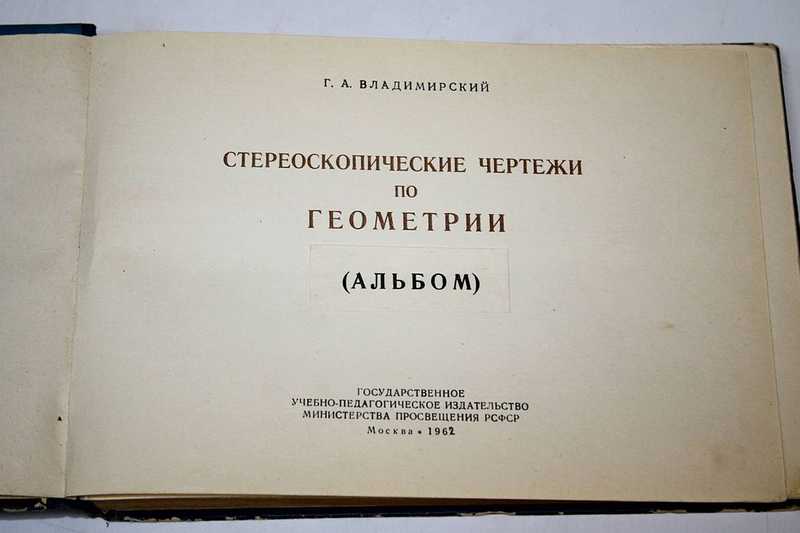 Г. А. ВЛАДИМИРСКИЙ
СТЕРЕОСКОПИЧЕСКИЕ ЧЕРТЕЖИ
ПО
ГЕОМЕТРИИ
(АЛЬБОМ)
ГОСУДАРСТВЕННОЕ
УЧЕБНО-ПЕДАГОГИЧЕСКОЕ ИЗДАТЕЛЬСТВО
МИНИСТЕРСТВА ПРОСВЕЩЕНИЯ РСФСР
Москва • 1962